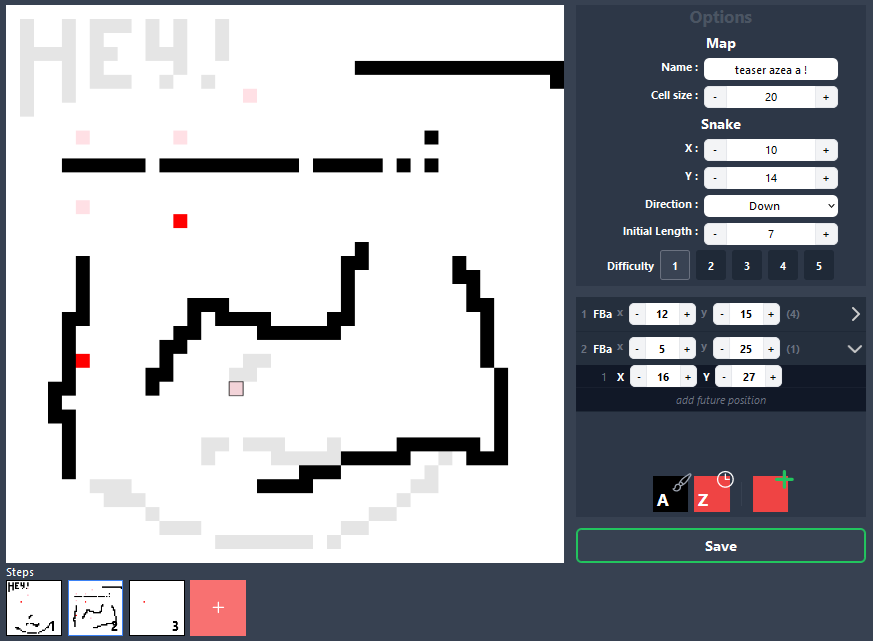 HEY!
Options
Map
Name : teaser azea a !
Cell size : - 20 +
Snake
X : - 10 +
Y : - 14 +
Direction : Down
Initial Length : - 7 +
Difficulty 1 2 3 4 5
1 FBa x - 12 + y - 15 + (4)
2 FBa x - 5 + y - 25 + (1)
1 X - 16 + Y - 27 +
add future position
A Z
Save
Steps
HEY!
1 2 3 +